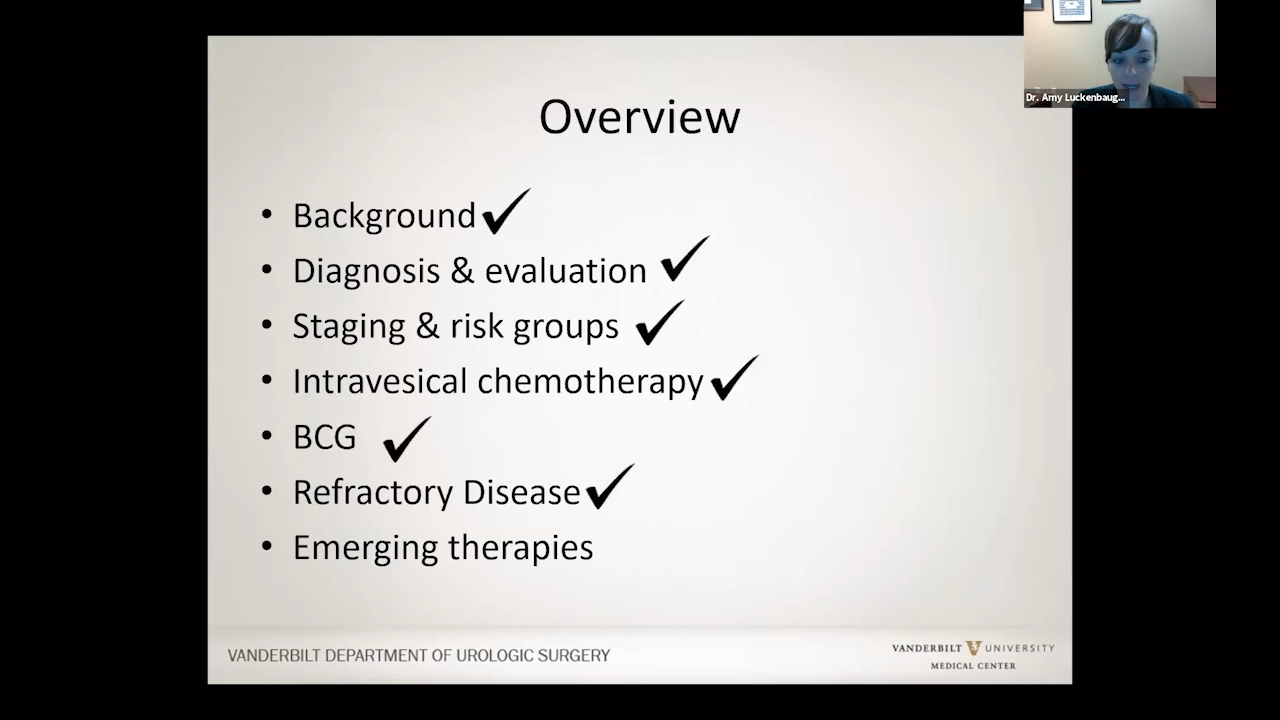 Dr. Amy Luckenbaug...
Overview
• Background ✓
• Diagnosis & evaluation ✓
• Staging & risk groups ✓
• Intravesical chemotherapy ✓
• BCG ✓
• Refractory Disease ✓
• Emerging therapies
VANDERBILT DEPARTMENT OF UROLOGIC SURGERY
VANDERBILT V UNIVERSITY
MEDICAL CENTER